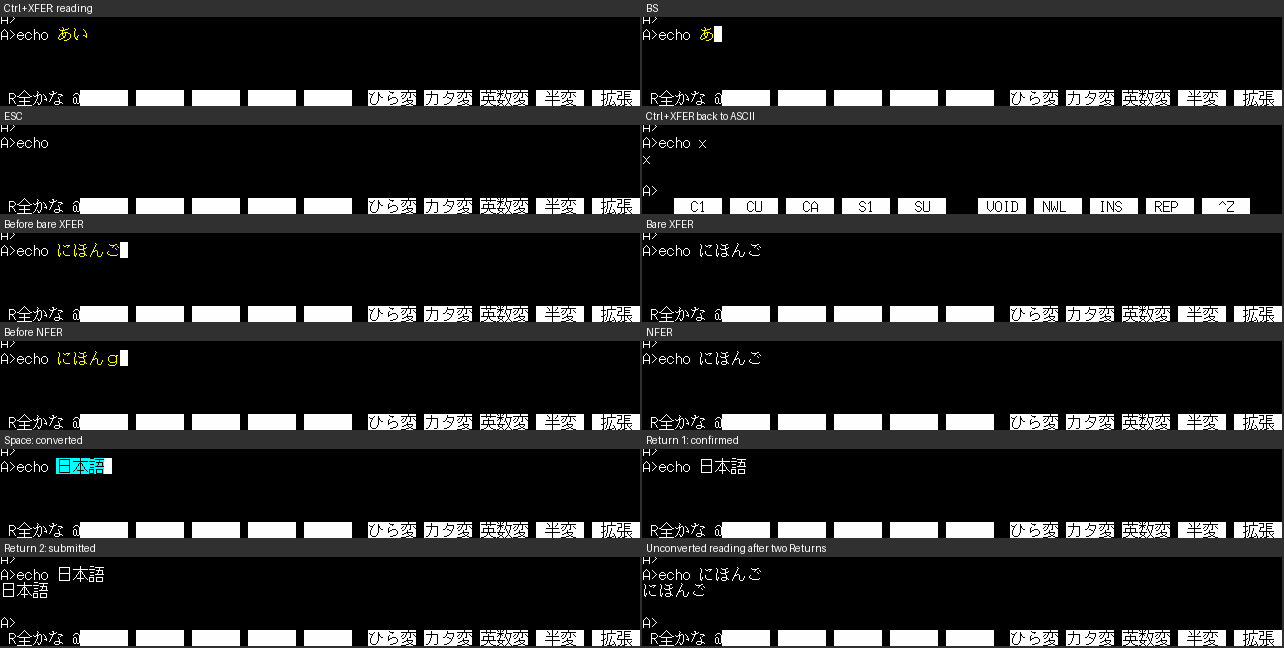 Ctrl+XFER: reading
A>
A>echo あい
R全かな @ ひら変 カタ変 英数変 半変 拡張
BS
A>
A>echo あ
R全かな @ ひら変 カタ変 英数変 半変 拡張
ESC
A>
A>echo
R全かな @ ひら変 カタ変 英数変 半変 拡張
Ctrl+XFER back to ASCII
A>
A>echo x
x
A>
C1 CU CA S1 SU VOID NWL INS REP ^Z
Before bare XFER
A>
A>echo にほんご
R全かな @ ひら変 カタ変 英数変 半変 拡張
Bare XFER
A>
A>echo にほんご
R全かな @ ひら変 カタ変 英数変 半変 拡張
Before NFER
A>
A>echo にほんｇ
R全かな @ ひら変 カタ変 英数変 半変 拡張
NFER
A>
A>echo にほんご
R全かな @ ひら変 カタ変 英数変 半変 拡張
Space: converted
A>
A>echo 日本語
R全かな @ ひら変 カタ変 英数変 半変 拡張
Return 1: confirmed
A>
A>echo 日本語
R全かな @ ひら変 カタ変 英数変 半変 拡張
Return 2: submitted
A>
A>echo 日本語
日本語
A>
R全かな @ ひら変 カタ変 英数変 半変 拡張
Unconverted reading after two Returns
A>
A>echo にほんご
にほんご
A>
R全かな @ ひら変 カタ変 英数変 半変 拡張